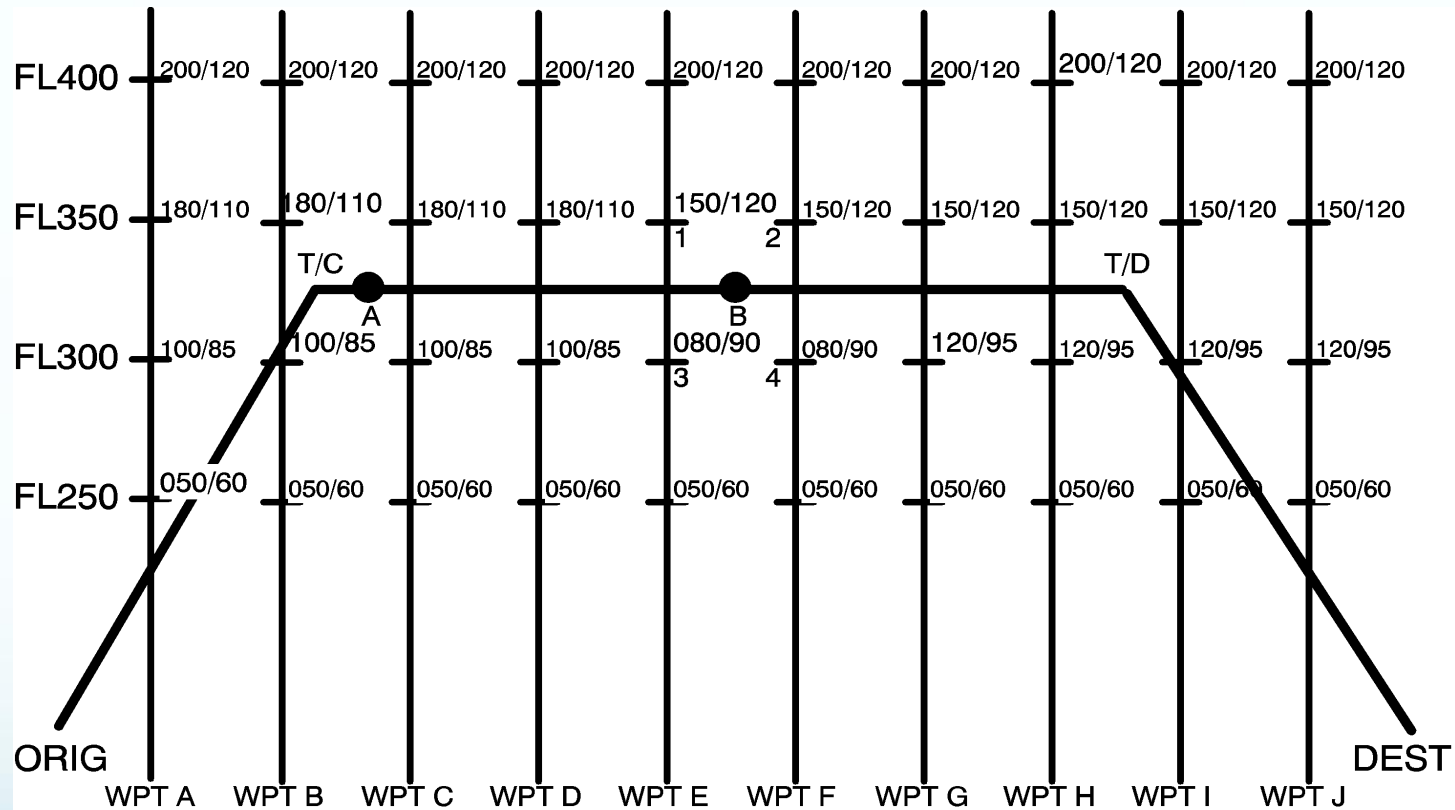 FL400 200/120 200/120 200/120 200/120 200/120 200/120 200/120 200/120 200/120 200/120
FL350 180/110 180/110 180/110 180/110 150/120 150/120 150/120 150/120 150/120 150/120
1 2
T/C T/D
A B
FL300 100/85 100/85 100/85 100/85 080/90 080/90 120/95 120/95 120/95 120/95
3 4
FL250 050/60 050/60 050/60 050/60 050/60 050/60 050/60 050/60 050/60 050/60
ORIG DEST
WPT A WPT B WPT C WPT D WPT E WPT F WPT G WPT H WPT I WPT J